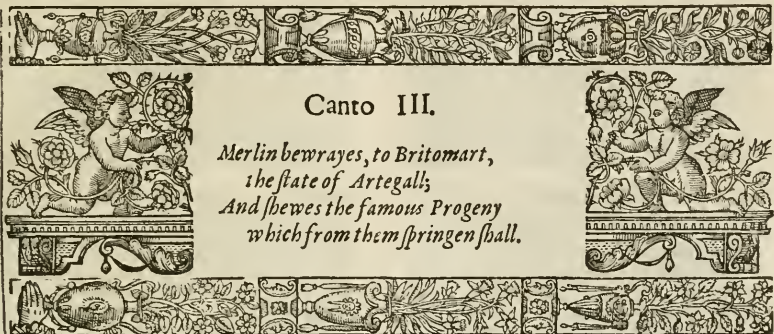 Canto III.
Merlin bewrayes, to Britomart,
the ſtate of Artegall;
And ſhewes the famous Progeny
which from them ſpringen ſhall.